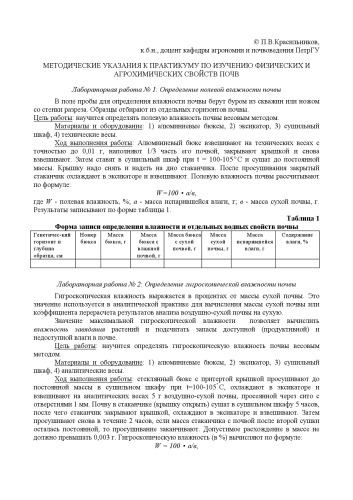 © П.В.Красильников,
к.б.н., доцент кафедры агрономии и почвоведения ПетрГУ
МЕТОДИЧЕСКИЕ УКАЗАНИЯ К ПРАКТИКУМУ ПО ИЗУЧЕНИЮ ФИЗИЧЕСКИХ И
АГРОХИМИЧЕСКИХ СВОЙСТВ ПОЧВ
Лабораторная работа № 1. Определение полевой влажности почвы
В поле пробы для определения влажности почвы берут буром из скважин или ножом
со стенки разреза. Образцы отбирают из отдельных горизонтов почвы.
Цель работы: научится определять полевую влажность почвы весовым методом.
Материалы и оборудование: 1) алюминиевые бюксы, 2) эксикатор, 3) сушильный
шкаф, 4) технические весы.
Ход выполнения работы: Алюминиевый бюкс взвешивают на технических весах с
точностью до 0,01 г, наполняют 1/3 часть его почвой, закрывают крышкой и снова
взвешивают. Затем ставят в сушильный шкаф при t = 100-105°С и сушат до постоянной
массы. Крышку надо снять и надеть на дно стаканчика. После просушивания закрытый
стаканчик охлаждают в эксикаторе и взвешивают. Полевую влажность почвы рассчитывают
по формуле:
W=100 • а/в,
где W - полевая влажность, %, а - масса испарившейся влаги, г; в - масса сухой почвы, г.
Результаты записывают по форме таблицы 1.
Таблица 1
Форма записи определения влажности и отдельных водных свойств почвы
Генетичес-кий горизонт и глубина образца, см Номер бюкса Масса бюкса, г Масса бюкса с влажной почвой, г Масса бюкса с сухой почвой, г Масса сухой почвы, г Масса испарившейся влаги, г Содержание влаги, %
Лабораторная работа № 2. Определение гигроскопической влажности почвы
Гигроскопическая влажность выражается в процентах от массы сухой почвы. Это
значение используется в аналитической практике для вычисления массы сухой почвы или
коэффициента пересчета результатов анализа воздушно-сухой почвы на сухую.
Значение максимальной гигроскопической влажности позволяет вычислить
влажность завядания растений и подсчитать запасы доступной (продуктивной) и
недоступной влаги в почве.
Цель работы: научится определять гигроскопическую влажность почвы весовым
методом.
Материалы и оборудование: 1) алюминиевые бюксы, 2) эксикатор, 3) сушильный
шкаф, 4) аналитические весы.
Ход выполнения работы: стеклянный бюкс с притертой крышкой просушивают до
постоянной массы в сушильном шкафу при t=100-105°С, охлаждают в эксикаторе и
взвешивают на аналитических весах 5 г воздушно-сухой почвы, просеянной через сито с
отверстиями 1 мм. Почву в стаканчике (крышку открыть) сушат в сушильном шкафу 5 часов,
после чего стаканчик закрывают крышкой, охлаждают в эксикаторе и взвешивают. Затем
просушивают снова в течение 2 часов, если масса стаканчика с почвой после второй сушки
осталась постоянной, то просушивание заканчивают. Допустимое расхождение в массе не
должно превышать 0,003 г. Гигроскопическую влажность (в %) вычисляют по формуле:
W = 100 • а/в,